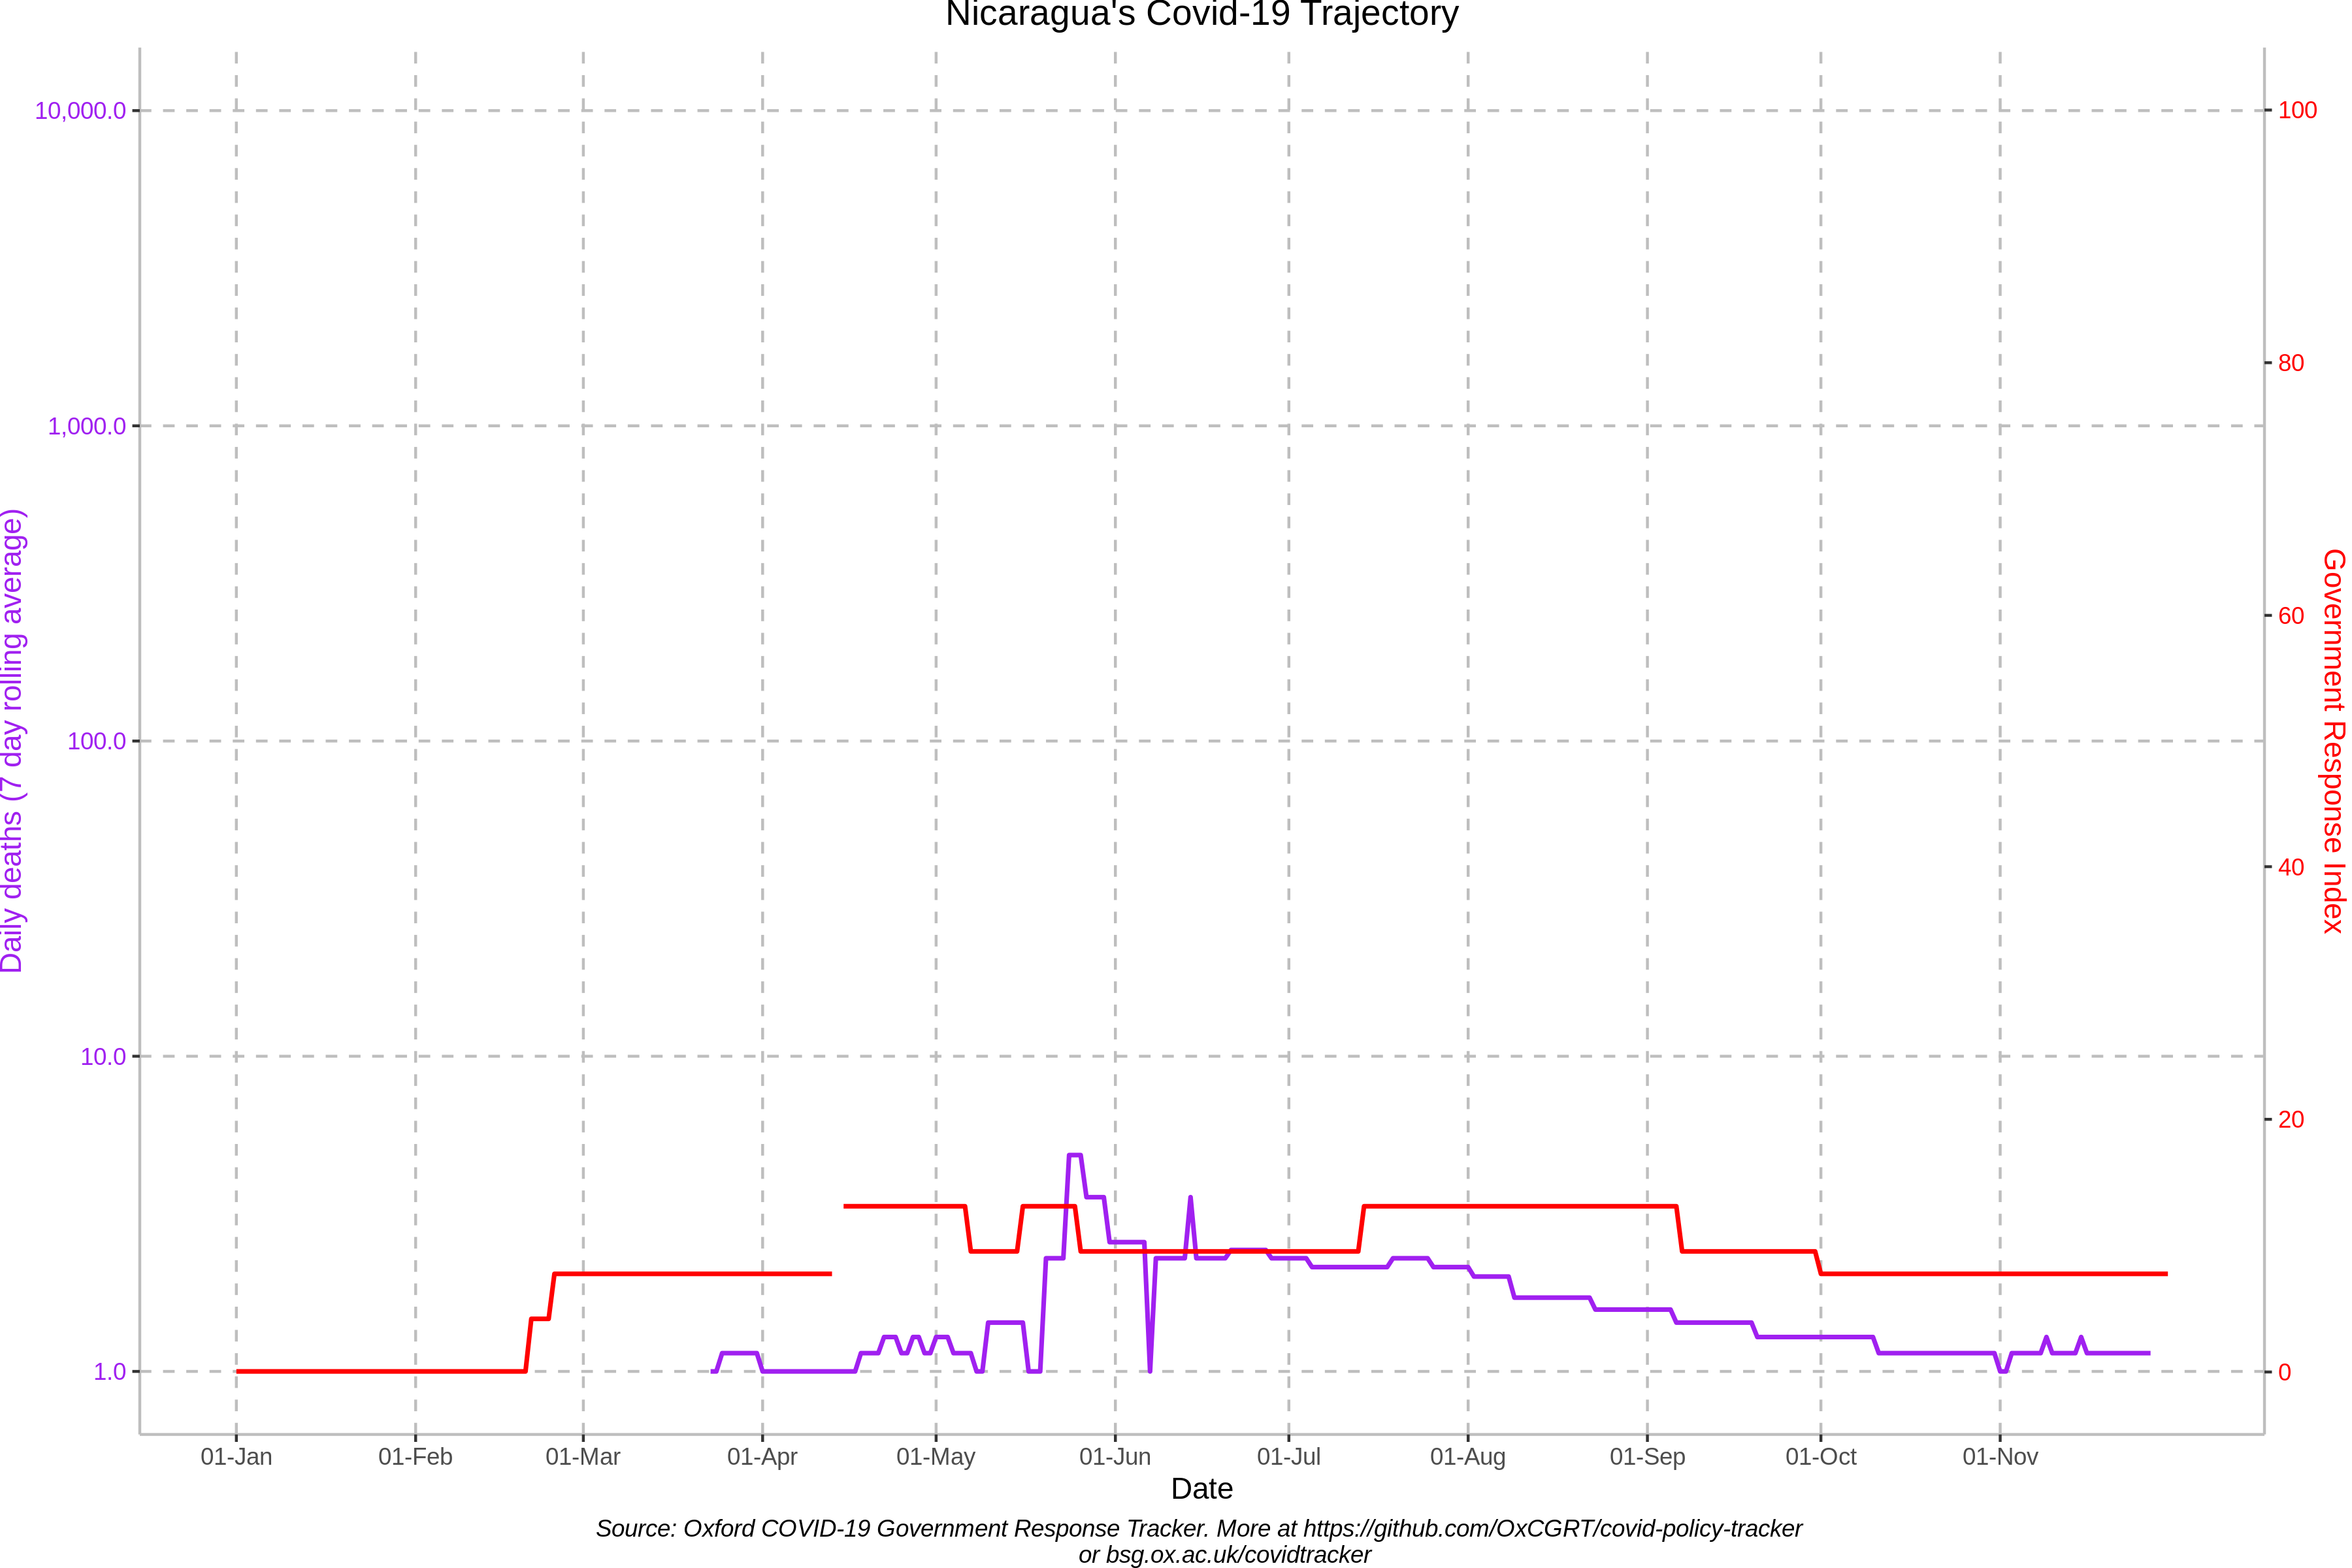 Nicaragua's Covid-19 Trajectory
10,000.0
1,000.0
100.0
10.0
1.0
Daily deaths (7 day rolling average)
100
80
60
40
20
0
Government Response Index
01-Jan
01-Feb
01-Mar
01-Apr
01-May
01-Jun
01-Jul
01-Aug
01-Sep
01-Oct
01-Nov
Date
Source: Oxford COVID-19 Government Response Tracker. More at https://github.com/OxCGRT/covid-policy-tracker
or bsg.ox.ac.uk/covidtracker